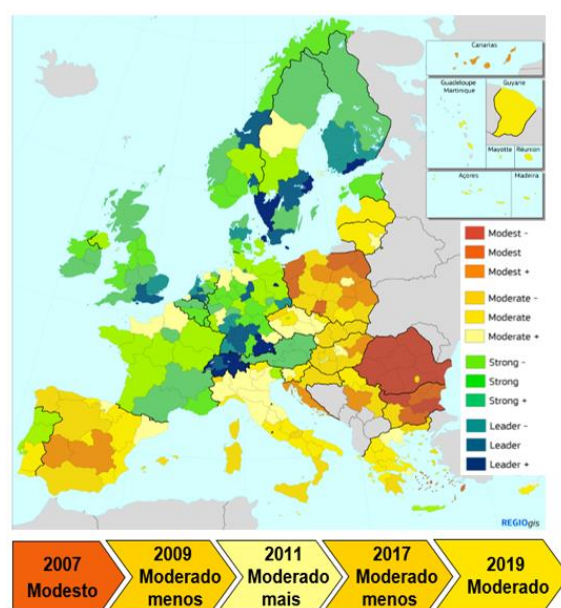 Canarias
Guadeloupe
Martinique
Guyane
Mayotte
Réunion
Açores
Madeira
Modest -
Modest
Modest +
Moderate -
Moderate
Moderate +
Strong -
Strong
Strong +
Leader -
Leader
Leader +
REGIOgis
2007
Modesto
2009
Moderado
menos
2011
Moderado
mais
2017
Moderado
menos
2019
Moderado